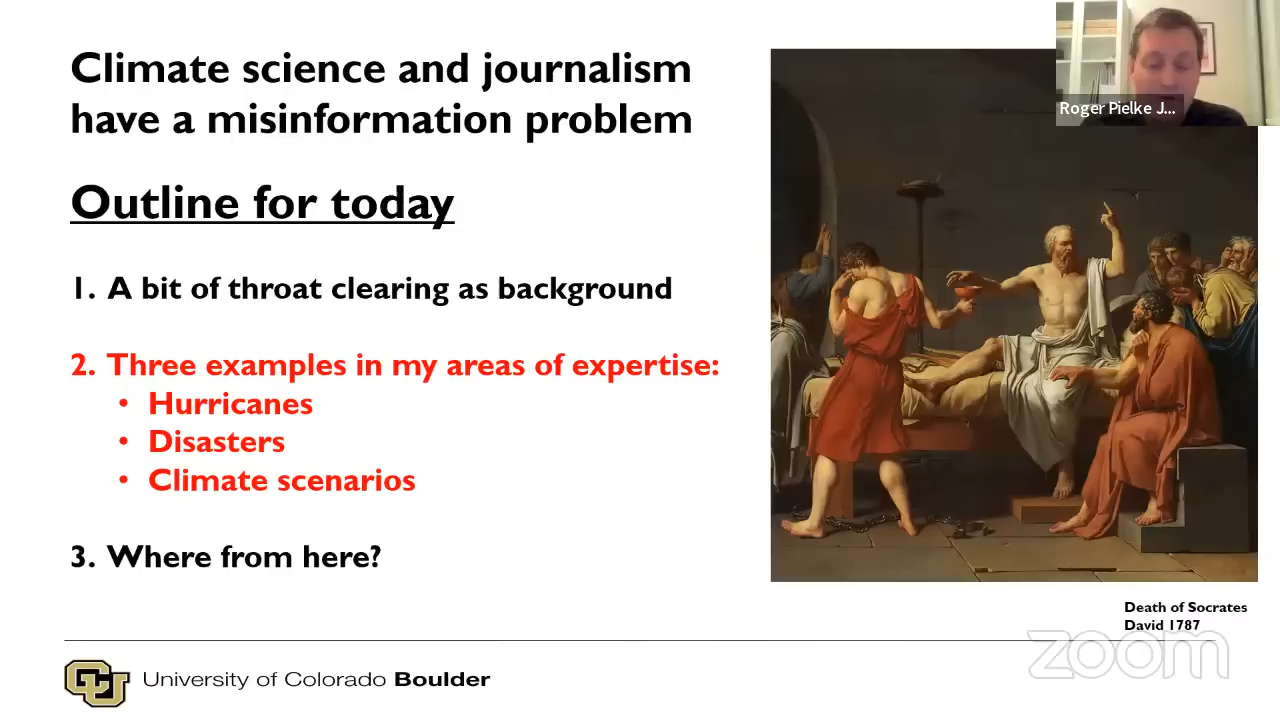 Climate science and journalism
have a misinformation problem
Outline for today
1. A bit of throat clearing as background
2. Three examples in my areas of expertise:
• Hurricanes
• Disasters
• Climate scenarios
3. Where from here?
Roger Pielke J...
Death of Socrates
David 1787
zoom
CU
University of Colorado Boulder